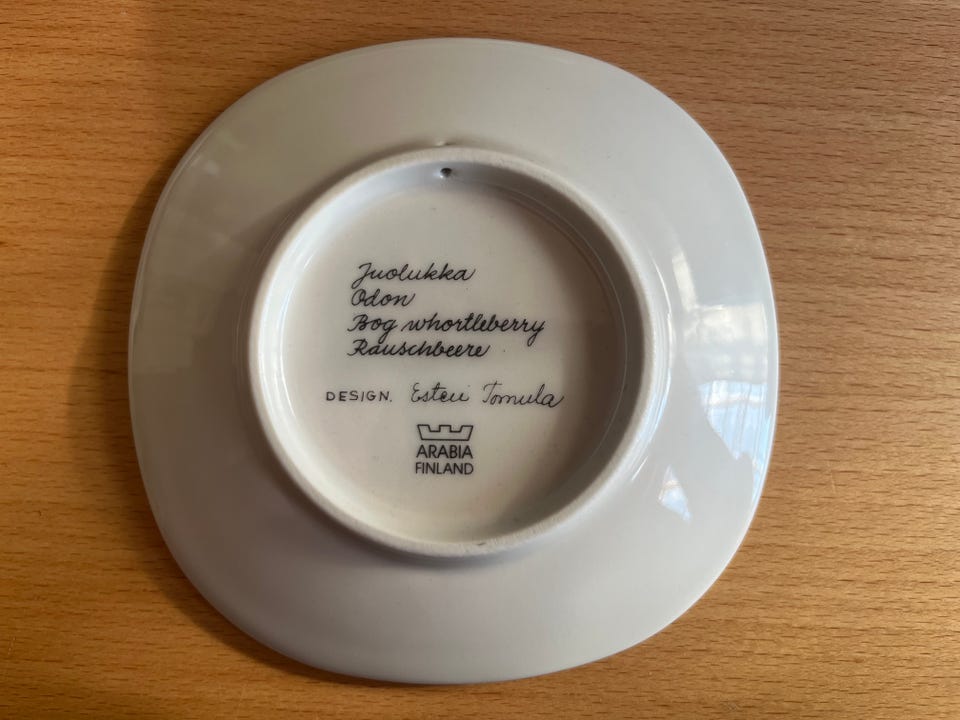 Juolukka
Odon
Bog whortleberry
Rauschbeere
DESIGN. Esteri Tomula
ARABIA
FINLAND